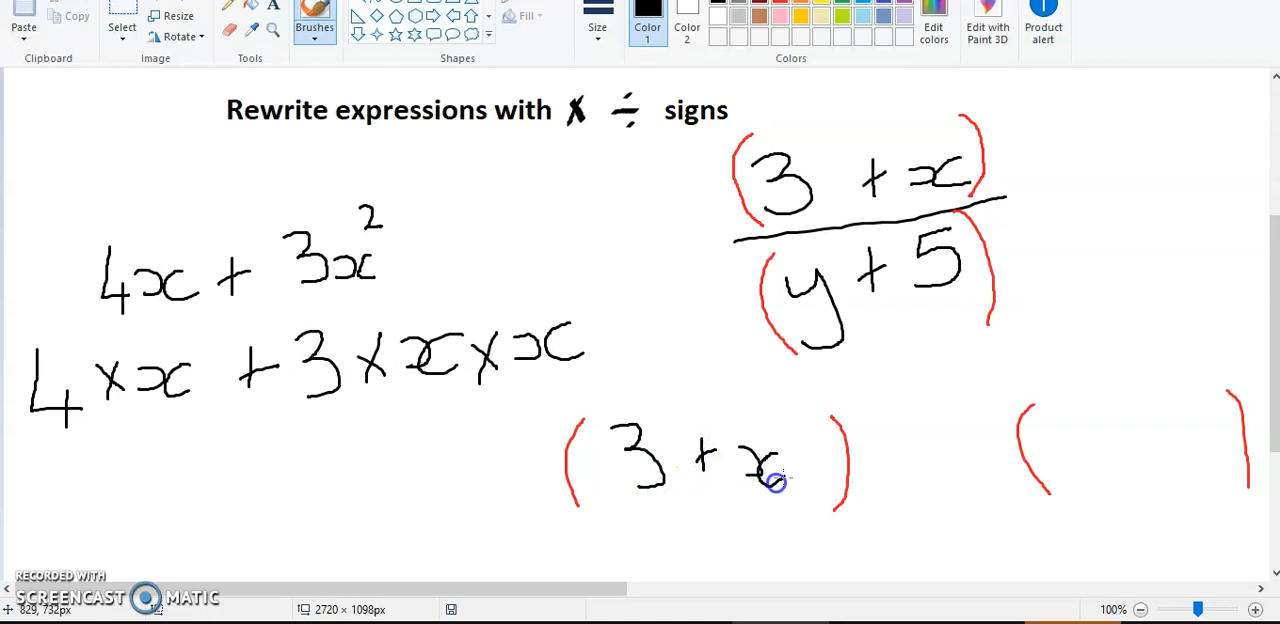 Paste
Copy
Select
Resize
Rotate
Brushes
Fill
Size
Color 1
Color 2
Edit colors
Edit with Paint 3D
Product alert
Clipboard
Image
Tools
Shapes
Colors
Rewrite expressions with × ÷ signs
(3 + x)
(y + 5)
4x + 3x²
4 × x + 3 × x × x
( 3 + x ) ( )
RECORDED WITH
SCREENCAST MATIC
829, 732px
2720 × 1098px
100%